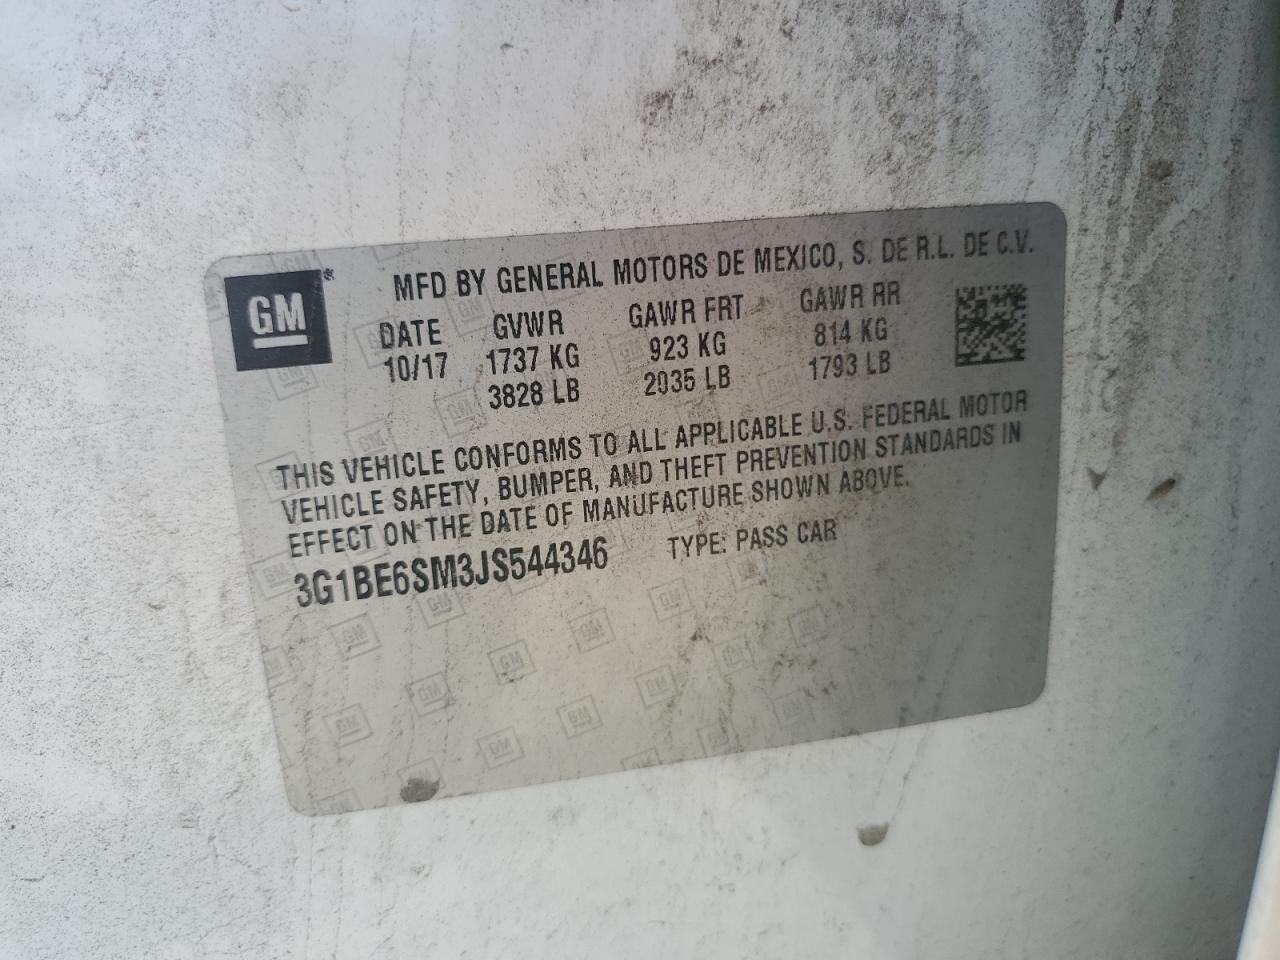 GM
MFD BY GENERAL MOTORS DE MEXICO, S. DE R.L. DE C.V.
DATE GVWR GAWR FRT GAWR RR
10/17 1737 KG 923 KG 814 KG
3828 LB 2035 LB 1793 LB
THIS VEHICLE CONFORMS TO ALL APPLICABLE U.S. FEDERAL MOTOR
VEHICLE SAFETY, BUMPER, AND THEFT PREVENTION STANDARDS IN
EFFECT ON THE DATE OF MANUFACTURE SHOWN ABOVE.
3G1BE6SM3JS544346 TYPE: PASS CAR